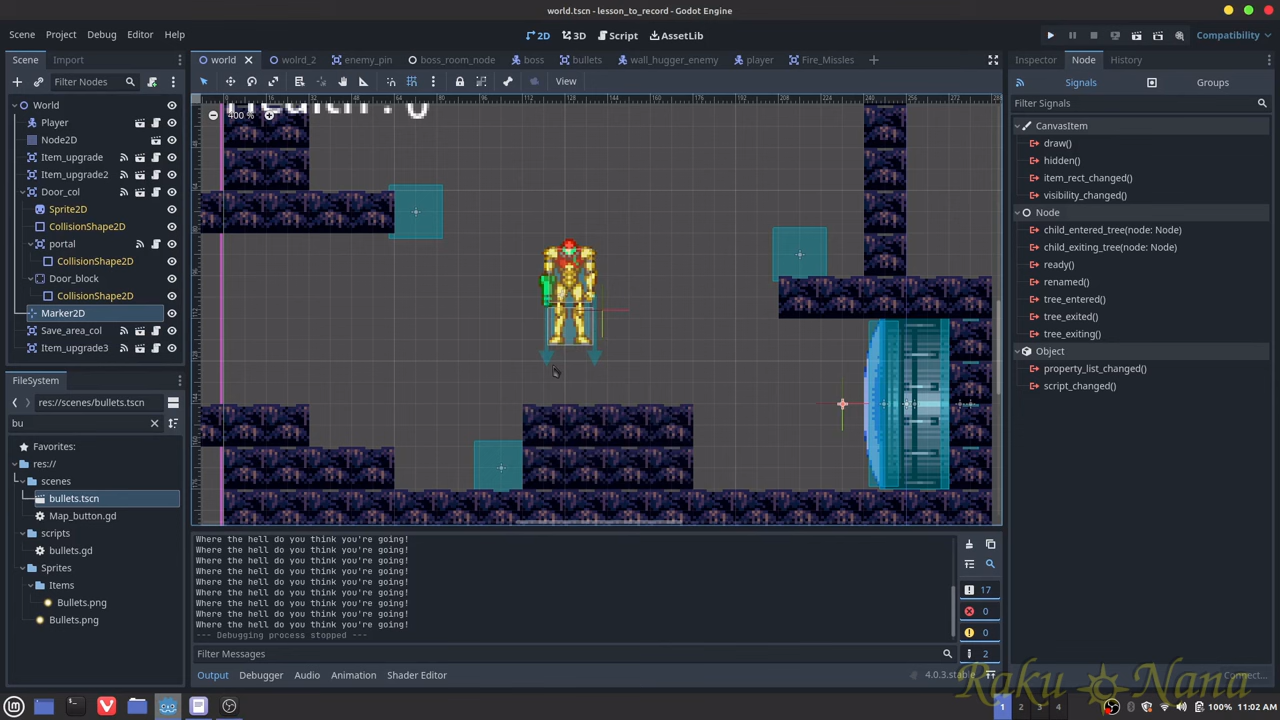 world.tscn - lesson_to_record - Godot Engine
Scene Project Debug Editor Help
2D 3D Script AssetLib
Compatibility
Scene Import
world wolrd_2 enemy_pin boss_room_node boss bullets wall_hugger_enemy player Fire_Missles
Inspector Node History
Filter Nodes
View
Signals Groups
Filter Signals
World
Player
Node2D
Item_upgrade
Item_upgrade2
Door_col
Sprite2D
CollisionShape2D
portal
CollisionShape2D
Door_block
CollisionShape2D
Marker2D
Save_area_col
Item_upgrade3
400 %
CanvasItem
draw()
hidden()
item_rect_changed()
visibility_changed()
Node
child_entered_tree(node: Node)
child_exiting_tree(node: Node)
ready()
renamed()
tree_entered()
tree_exited()
tree_exiting()
Object
property_list_changed()
script_changed()
FileSystem
res://scenes/bullets.tscn
bu
Favorites:
res://
scenes
bullets.tscn
Map_button.gd
scripts
bullets.gd
Sprites
Items
Bullets.png
Bullets.png
Where the hell do you think you're going!
Where the hell do you think you're going!
Where the hell do you think you're going!
Where the hell do you think you're going!
Where the hell do you think you're going!
Where the hell do you think you're going!
Where the hell do you think you're going!
Where the hell do you think you're going!
Where the hell do you think you're going!
--- Debugging process stopped ---
17
0
0
2
Filter Messages
Output Debugger Audio Animation Shader Editor
4.0.3.stable
Connect...
Raku Nana
1 2 3 4
100% 11:02 AM